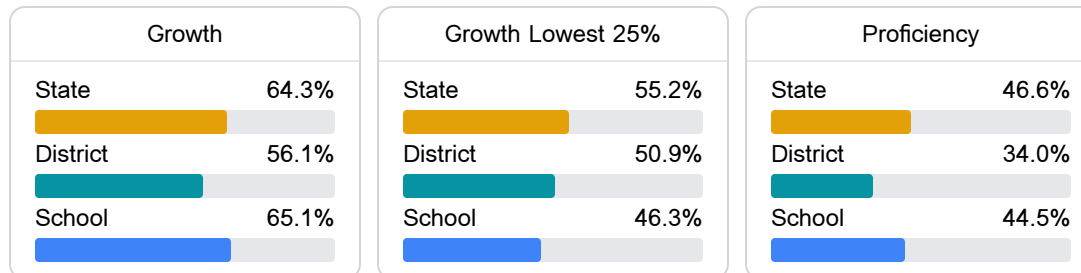 Growth
State 64.3%
District 56.1%
School 65.1%
Growth Lowest 25%
State 55.2%
District 50.9%
School 46.3%
Proficiency
State 46.6%
District 34.0%
School 44.5%